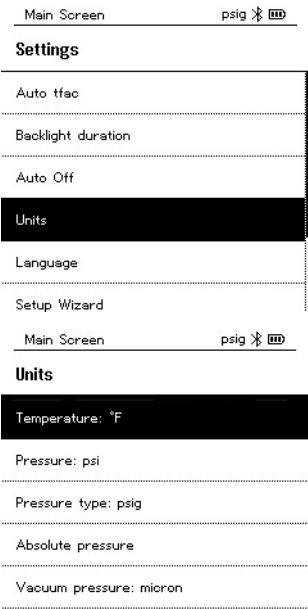 Main Screen psig
Settings
Auto tfac
Backlight duration
Auto Off
Units
Language
Setup Wizard
Main Screen psig
Units
Temperature: °F
Pressure: psi
Pressure type: psig
Absolute pressure
Vacuum pressure: micron